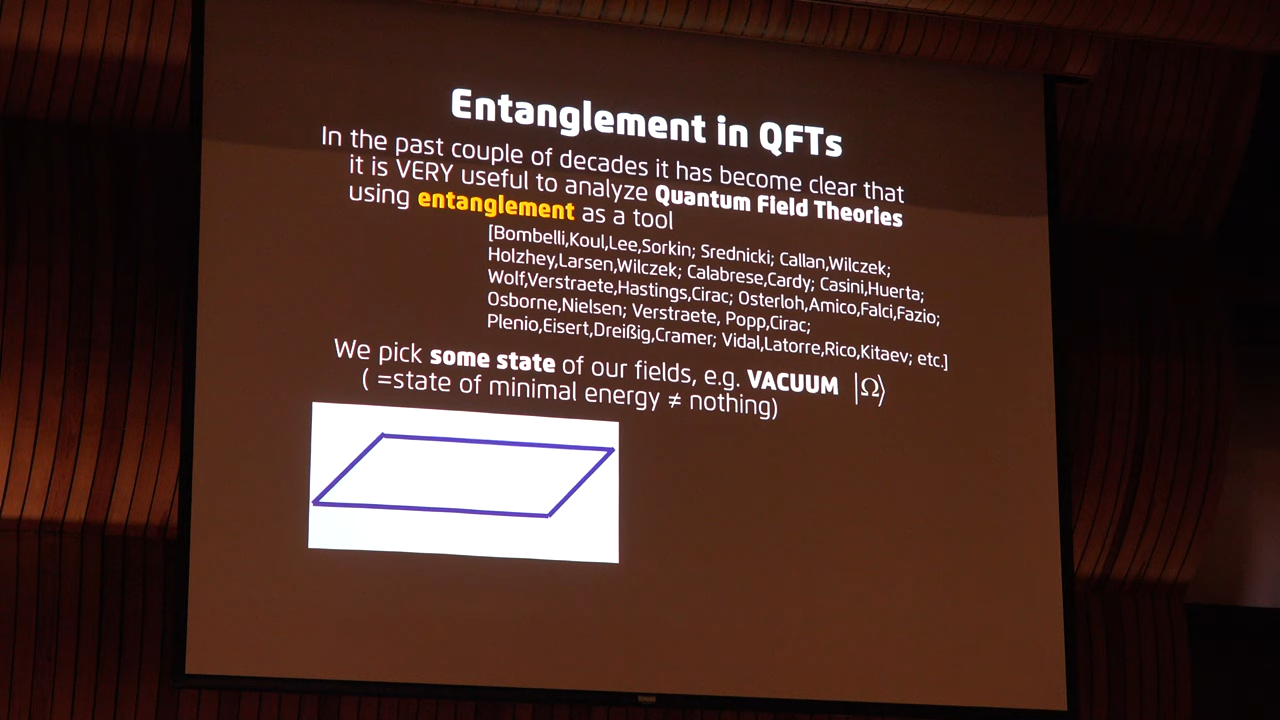 Entanglement in QFTs
In the past couple of decades it has become clear that
it is VERY useful to analyze Quantum Field Theories
using entanglement as a tool
[Bombelli,Koul,Lee,Sorkin; Srednicki; Callan,Wilczek;
Holzhey,Larsen,Wilczek; Calabrese,Cardy; Casini,Huerta;
Wolf,Verstraete,Hastings,Cirac; Osterloh,Amico,Falci,Fazio;
Osborne,Nielsen; Verstraete, Popp,Cirac;
Plenio,Eisert,Dreißig,Cramer; Vidal,Latorre,Rico,Kitaev; etc.]
We pick some state of our fields, e.g. VACUUM |Ω⟩
( =state of minimal energy ≠ nothing)